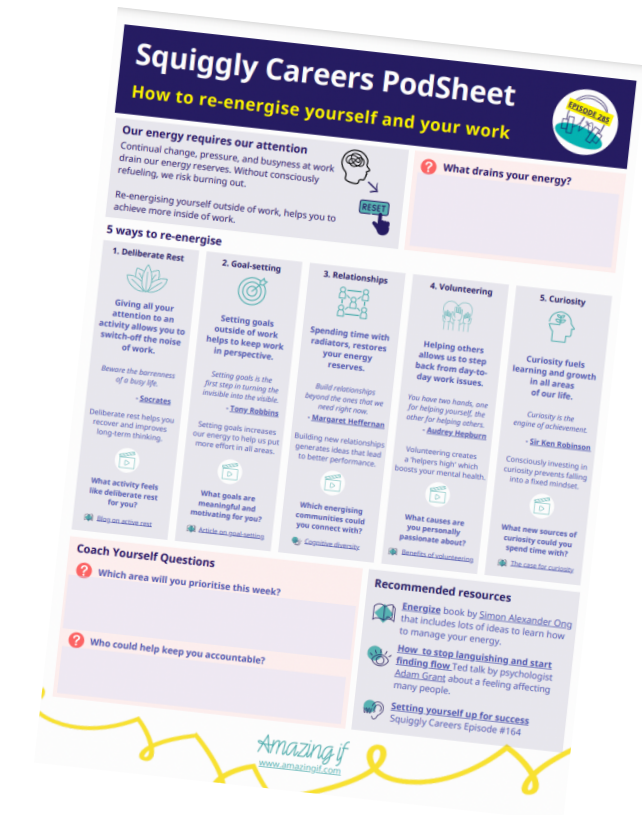 Squiggly Careers PodSheet
How to re-energise yourself and your work
EPISODE 285
Our energy requires our attention
Continual change, pressure, and busyness at work
drain our energy reserves. Without consciously
refueling, we risk burning out.
Re-energising yourself outside of work, helps you to
achieve more inside of work.
RESET
What drains your energy?
5 ways to re-energise
1. Deliberate Rest
Giving all your
attention to an
activity allows you to
switch-off the noise
of work.
Beware the barrenness
of a busy life.
- Socrates
Deliberate rest helps you
recover and improves
long-term thinking.
What activity feels
like deliberate rest
for you?
Blog on active rest
2. Goal-setting
Setting goals
outside of work
helps to keep work
in perspective.
Setting goals is the
first step in turning the
invisible into the visible.
- Tony Robbins
Setting goals increases
our energy to help us put
more effort in all areas.
What goals are
meaningful and
motivating for you?
Article on goal-setting
3. Relationships
Spending time with
radiators, restores
your energy
reserves.
Build relationships
beyond the ones that we
need right now.
- Margaret Heffernan
Building new relationships
generates ideas that lead
to better performance.
Which energising
communities could
you connect with?
Cognitive diversity
4. Volunteering
Helping others
allows us to step
back from day-to-
day work issues.
You have two hands, one
for helping yourself, the
other for helping others.
- Audrey Hepburn
Volunteering creates
a 'helpers high' which
boosts your mental health.
What causes are
you personally
passionate about?
Benefits of volunteering
5. Curiosity
Curiosity fuels
learning and growth
in all areas
of our life.
Curiosity is the
engine of achievement.
- Sir Ken Robinson
Consciously investing in
curiosity prevents falling
into a fixed mindset.
What new sources of
curiosity could you
spend time with?
The case for curiosity
Coach Yourself Questions
Which area will you prioritise this week?
Who could help keep you accountable?
Recommended resources
Energize book by Simon Alexander Ong
that includes lots of ideas to learn how
to manage your energy.
How to stop languishing and start
finding flow Ted talk by psychologist
Adam Grant about a feeling affecting
many people.
Setting yourself up for success
Squiggly Careers Episode #164
Amazing if
www.amazingif.com